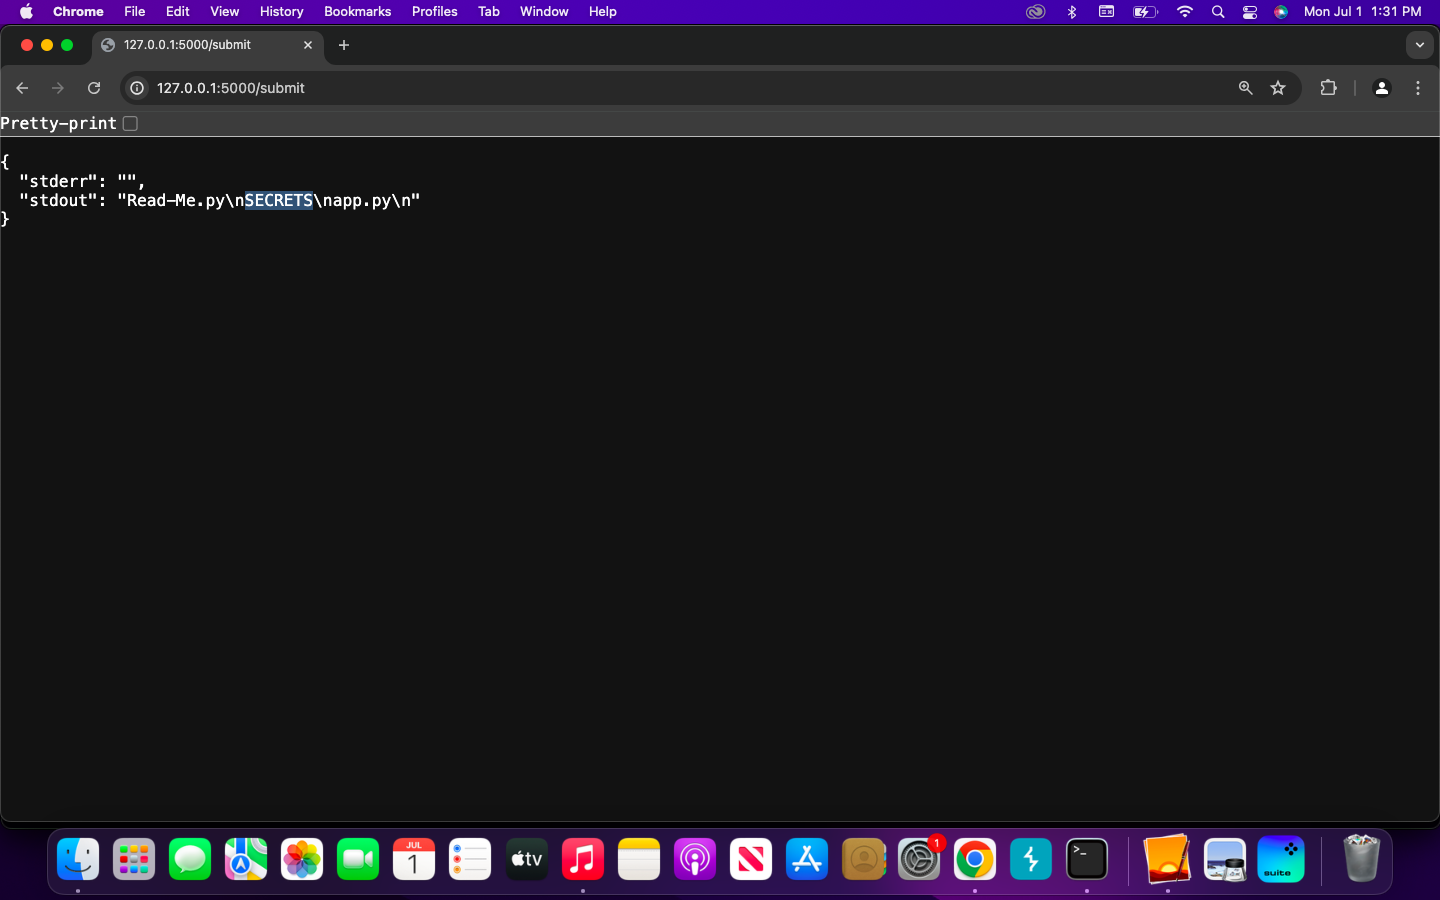 Chrome File Edit View History Bookmarks Profiles Tab Window Help Mon Jul 1 1:31 PM
127.0.0.1:5000/submit
127.0.0.1:5000/submit
Pretty-print
{
"stderr": "",
"stdout": "Read-Me.py\nSECRETS\napp.py\n"
}
JUL
1
tv
1
>_
suite